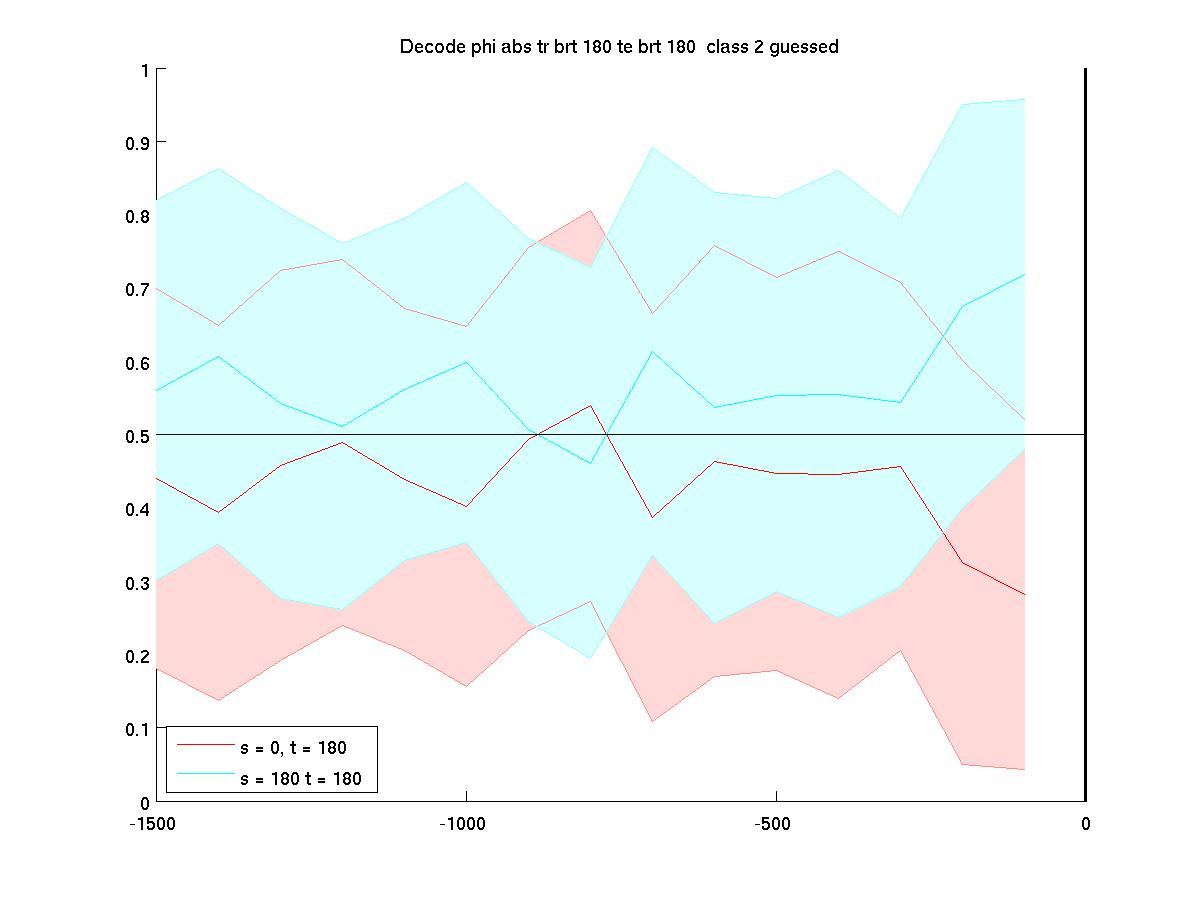 Decode phi abs tr brt 180 te brt 180  class 2 guessed
1
0.9
0.8
0.7
0.6
0.5
0.4
0.3
0.2
0.1
0
s = 0, t = 180
s = 180 t = 180
-1500 -1000 -500 0